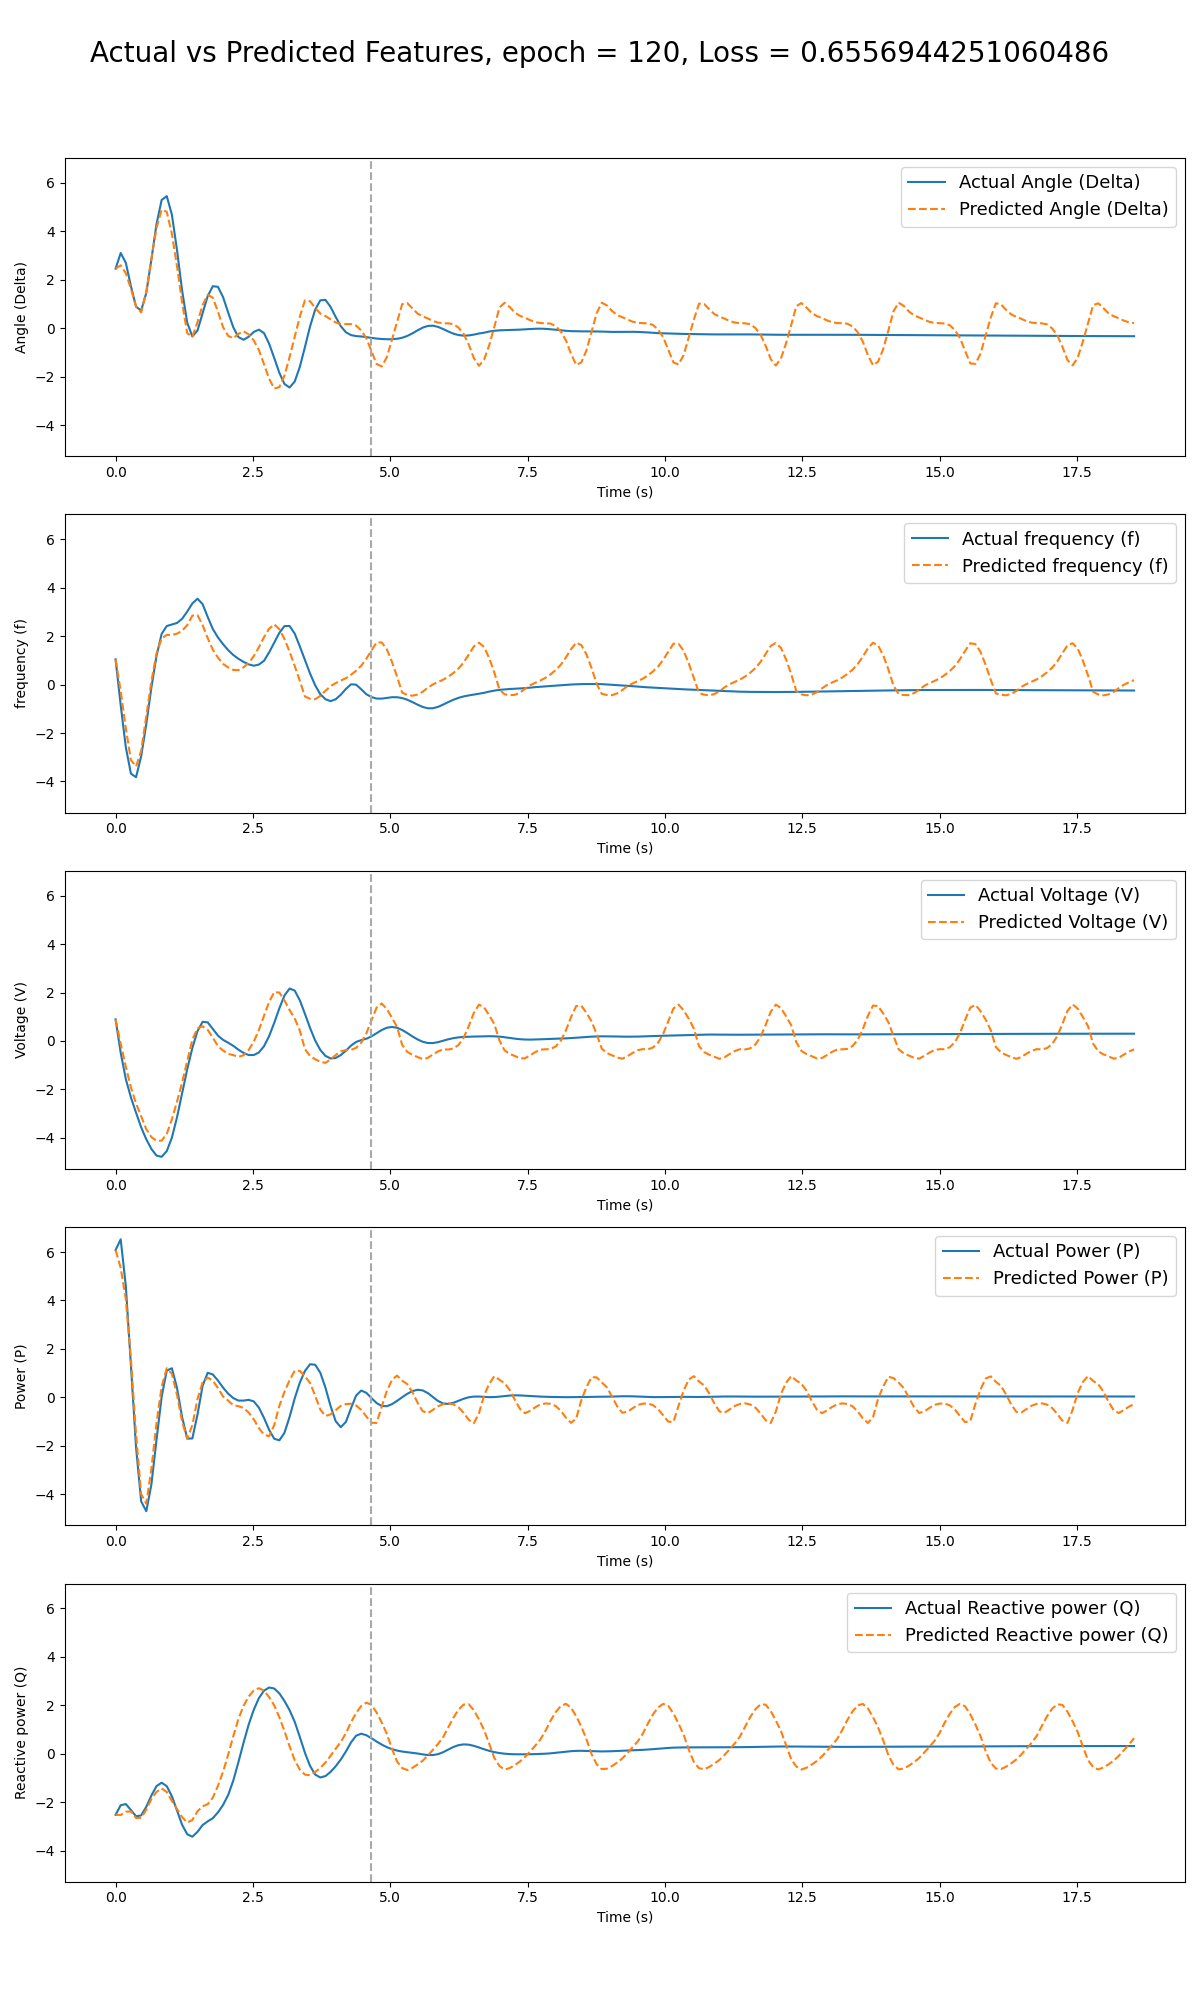 Actual vs Predicted Features, epoch = 120, Loss = 0.6556944251060486
Actual Angle (Delta)
Predicted Angle (Delta)
Angle (Delta)
6
4
2
0
−2
−4
0.0 2.5 5.0 7.5 10.0 12.5 15.0 17.5
Time (s)
Actual frequency (f)
Predicted frequency (f)
frequency (f)
6
4
2
0
−2
−4
0.0 2.5 5.0 7.5 10.0 12.5 15.0 17.5
Time (s)
Actual Voltage (V)
Predicted Voltage (V)
Voltage (V)
6
4
2
0
−2
−4
0.0 2.5 5.0 7.5 10.0 12.5 15.0 17.5
Time (s)
Actual Power (P)
Predicted Power (P)
Power (P)
6
4
2
0
−2
−4
0.0 2.5 5.0 7.5 10.0 12.5 15.0 17.5
Time (s)
Actual Reactive power (Q)
Predicted Reactive power (Q)
Reactive power (Q)
6
4
2
0
−2
−4
0.0 2.5 5.0 7.5 10.0 12.5 15.0 17.5
Time (s)